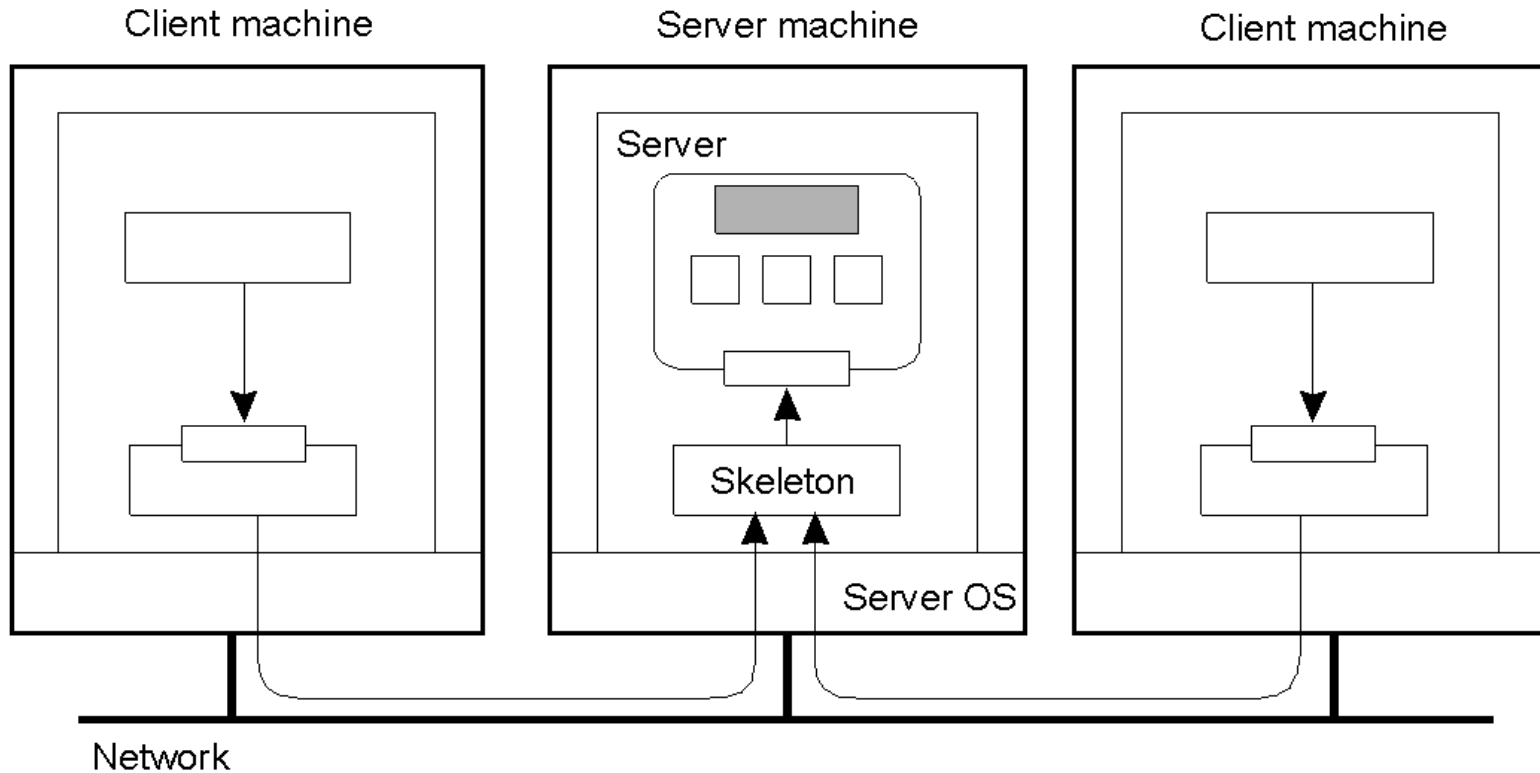 Client machine
Server machine
Client machine
Server
Skeleton
Server OS
Network